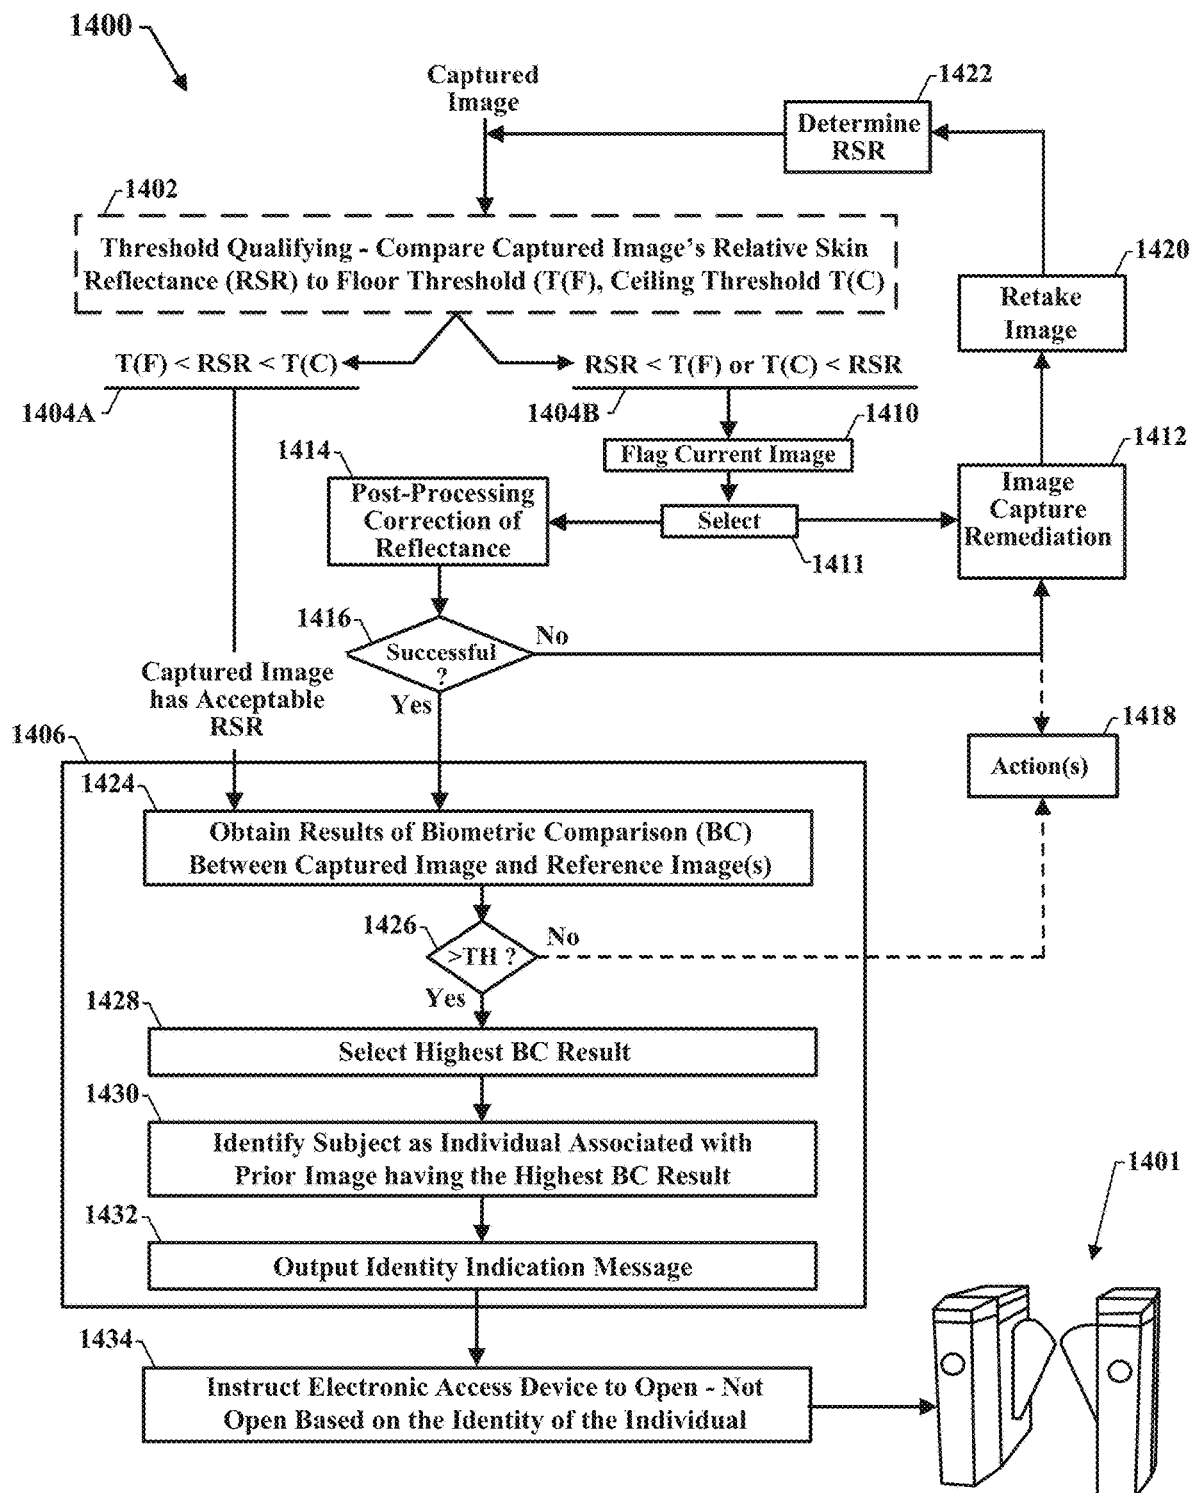 1400
Captured
Image
1422
Determine
RSR
1402
Threshold Qualifying - Compare Captured Image's Relative Skin
Reflectance (RSR) to Floor Threshold (T(F), Ceiling Threshold T(C)
1420
Retake
Image
T(F) < RSR < T(C)
RSR < T(F) or T(C) < RSR
1404A
1404B
1410
Flag Current Image
1412
Image
Capture
Remediation
1414
Post-Processing
Correction of
Reflectance
Select
1411
1416
Successful
?
No
Yes
Captured Image
has Acceptable
RSR
1418
Action(s)
1406
1424
Obtain Results of Biometric Comparison (BC)
Between Captured Image and Reference Image(s)
1426
>TH ?
No
Yes
1428
Select Highest BC Result
1430
Identify Subject as Individual Associated with
Prior Image having the Highest BC Result
1401
1432
Output Identity Indication Message
1434
Instruct Electronic Access Device to Open - Not
Open Based on the Identity of the Individual